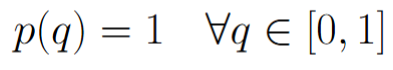 p(q) = 1   ∀q ∈ [0, 1]